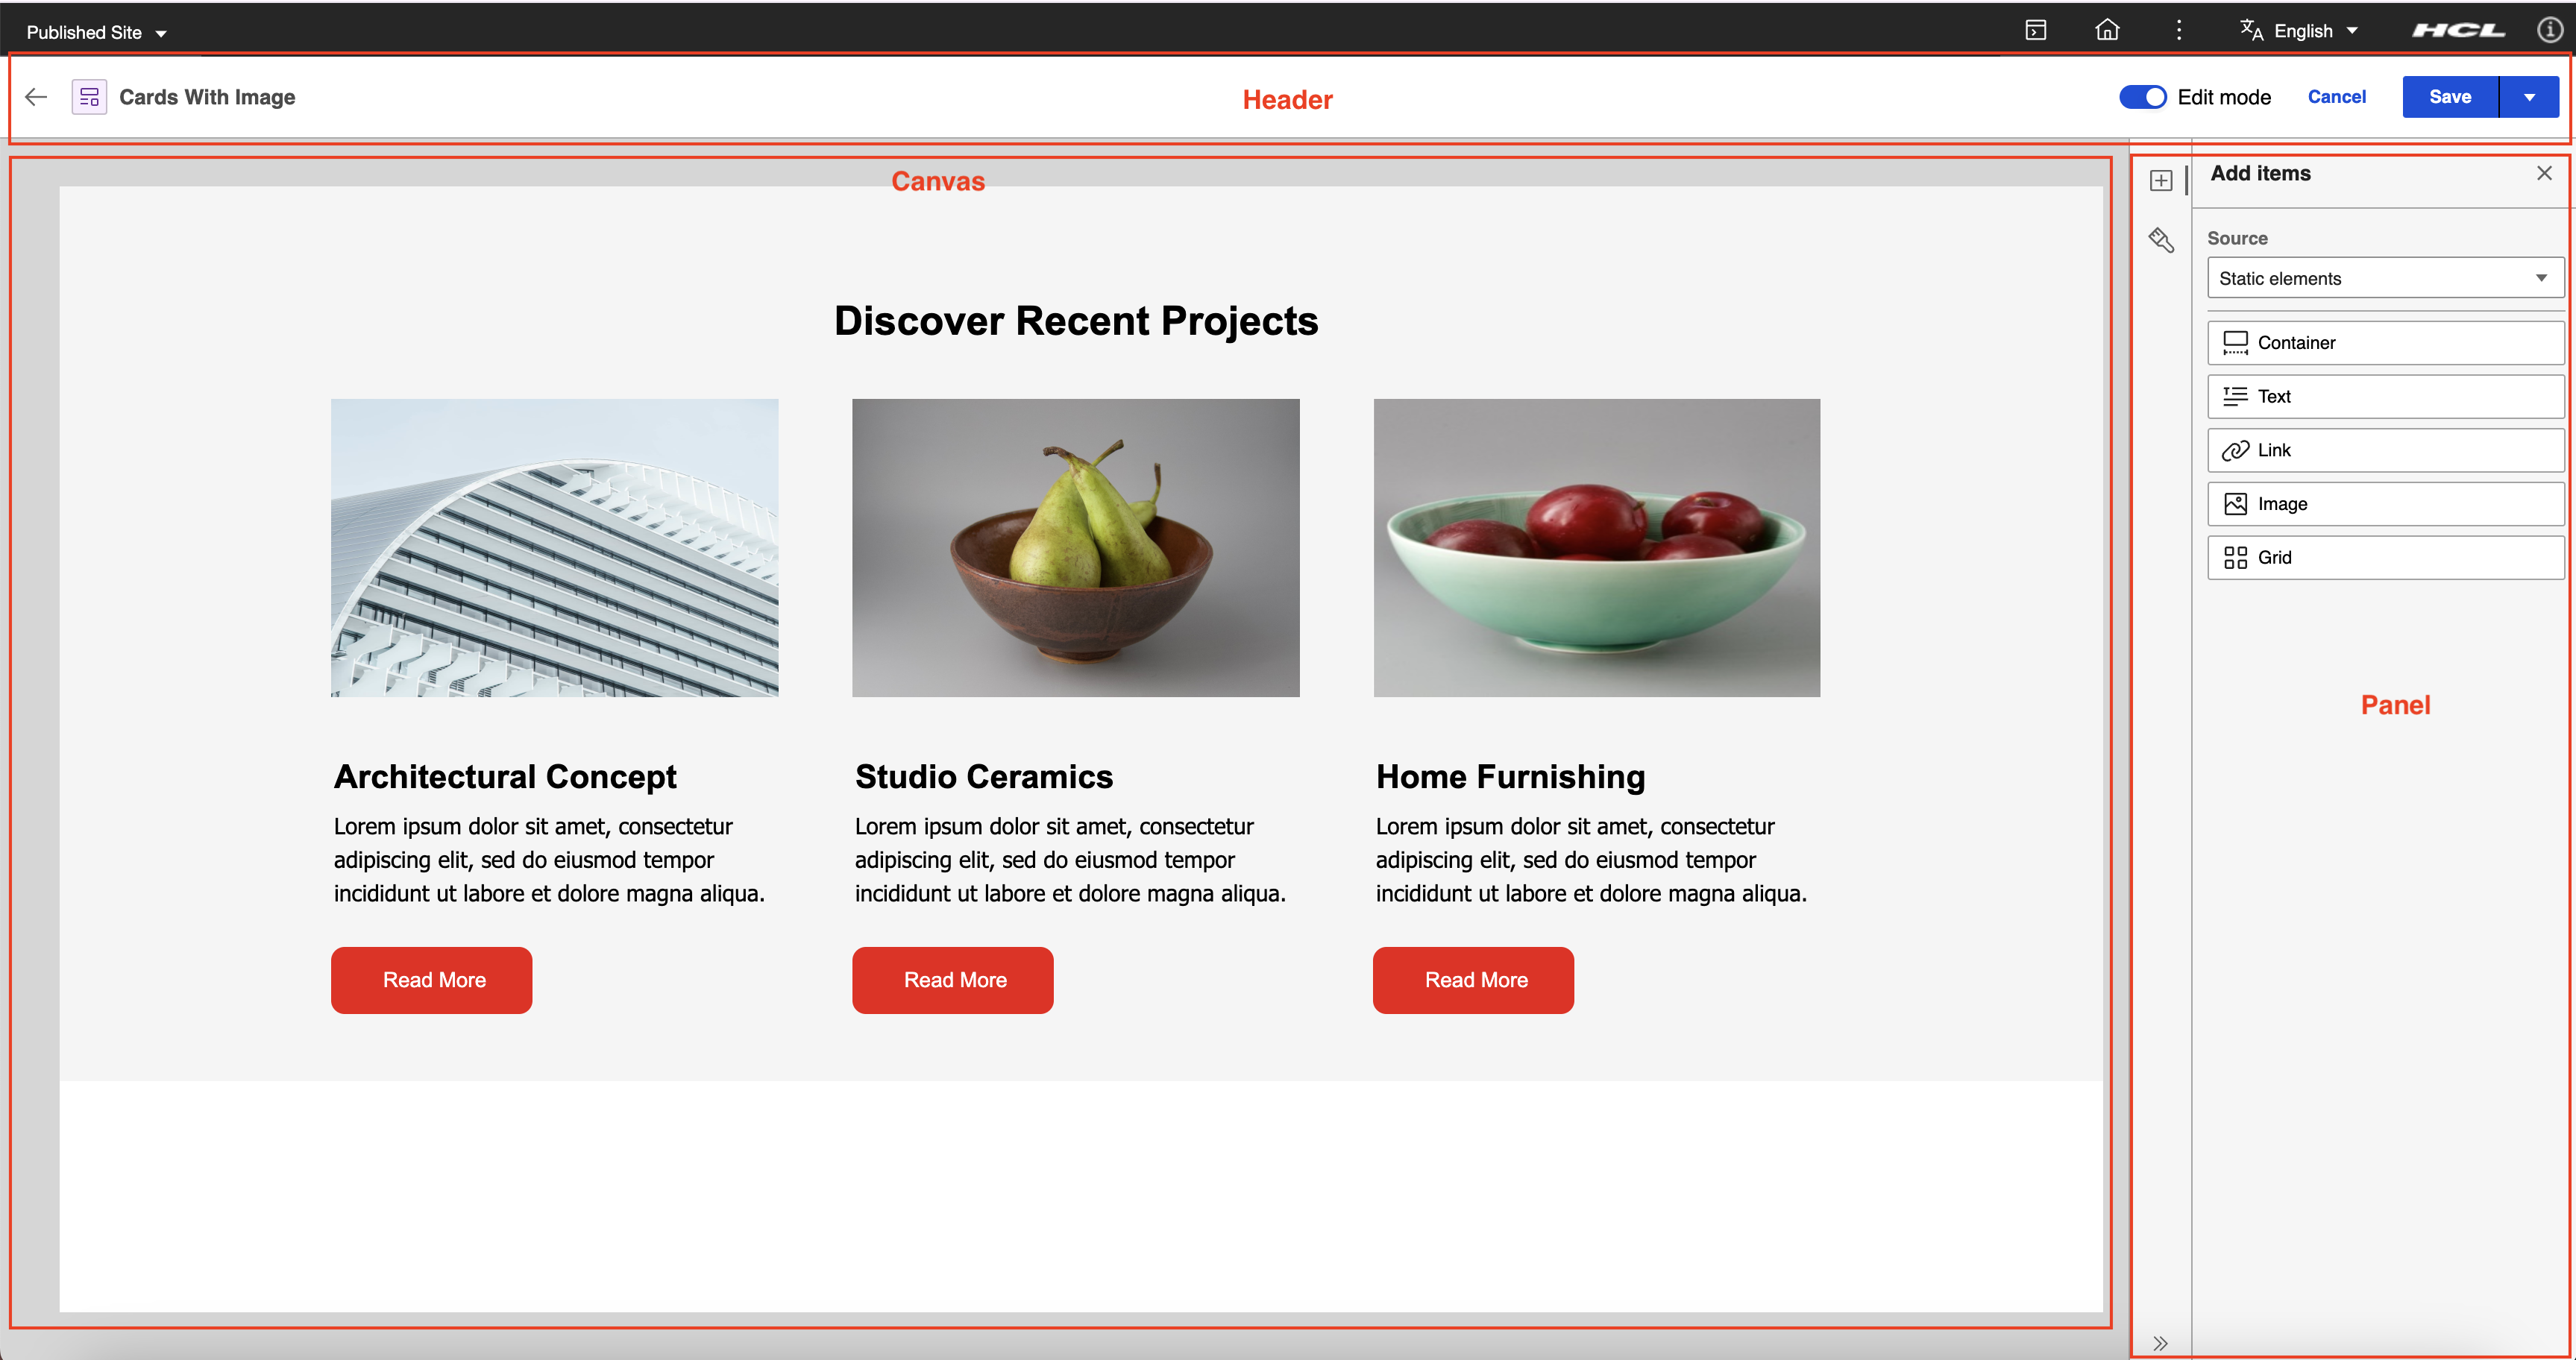 Published Site
English
HCL
Cards With Image
Header
Edit mode
Cancel
Save
Canvas
Add items
Source
Static elements
Container
Text
Link
Image
Grid
Panel
Discover Recent Projects
Architectural Concept
Lorem ipsum dolor sit amet, consectetur
adipiscing elit, sed do eiusmod tempor
incididunt ut labore et dolore magna aliqua.
Read More
Studio Ceramics
Lorem ipsum dolor sit amet, consectetur
adipiscing elit, sed do eiusmod tempor
incididunt ut labore et dolore magna aliqua.
Read More
Home Furnishing
Lorem ipsum dolor sit amet, consectetur
adipiscing elit, sed do eiusmod tempor
incididunt ut labore et dolore magna aliqua.
Read More